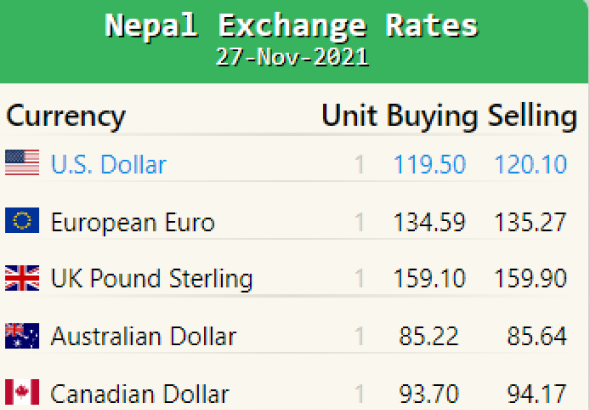 Nepal Exchange Rates
27-Nov-2021
Currency Unit Buying Selling
U.S. Dollar 1 119.50 120.10
European Euro 1 134.59 135.27
UK Pound Sterling 1 159.10 159.90
Australian Dollar 1 85.22 85.64
Canadian Dollar 1 93.70 94.17